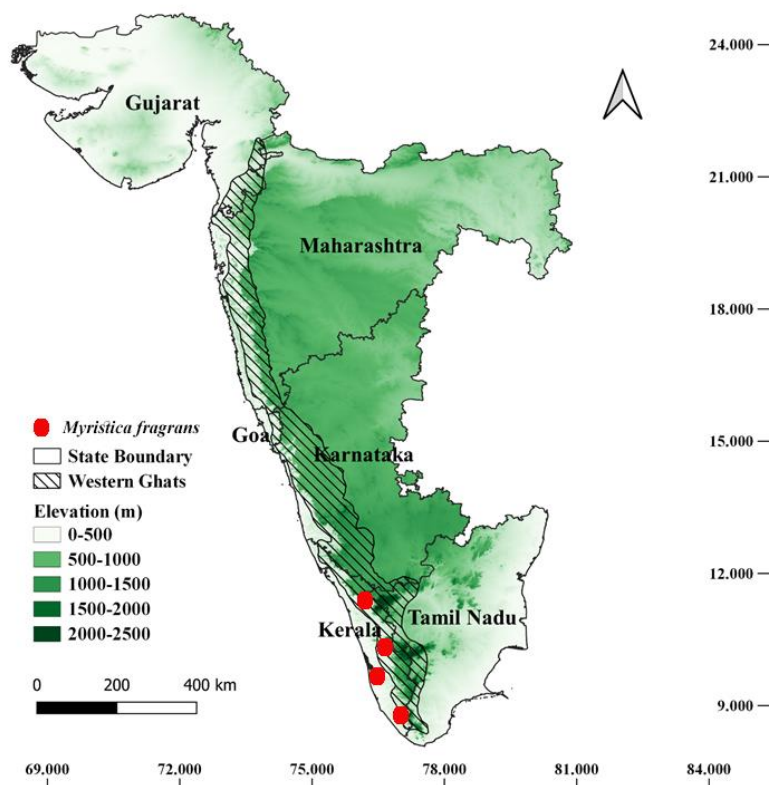 24.000
Gujarat
21.000
Maharashtra
18.000
Myristica fragrans
State Boundary
Goa
Karnataka
15.000
Western Ghats
Elevation (m)
0-500
500-1000
12.000
1000-1500
1500-2000
Kerala
Tamil Nadu
2000-2500
0 200 400 km
9.000
69.000 72.000 75.000 78.000 81.000 84.000